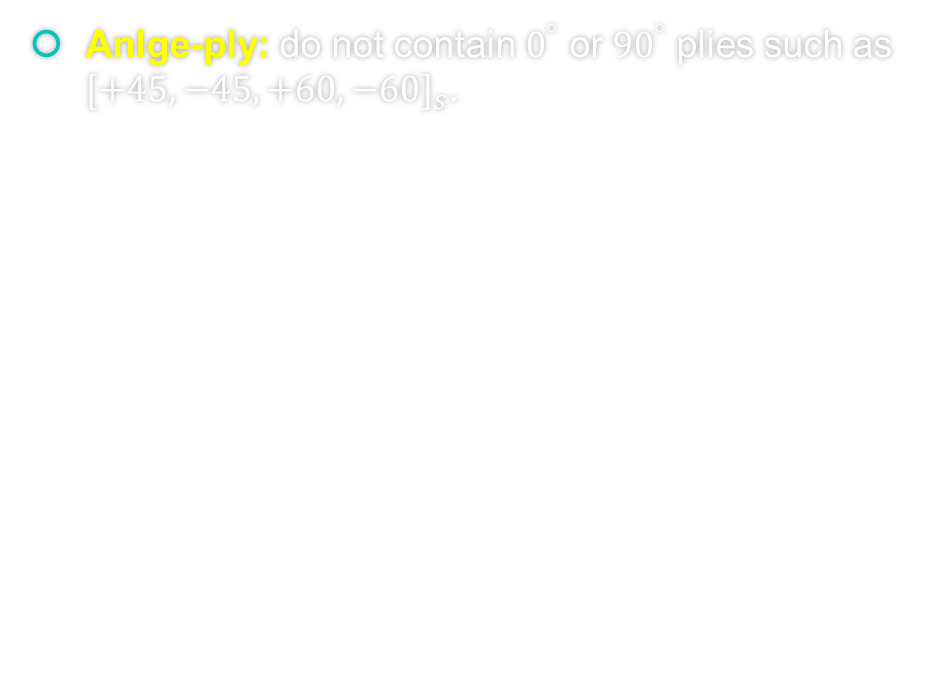 Anlge-ply: do not contain 0° or 90° plies such as
[+45, −45, +60, −60]s.